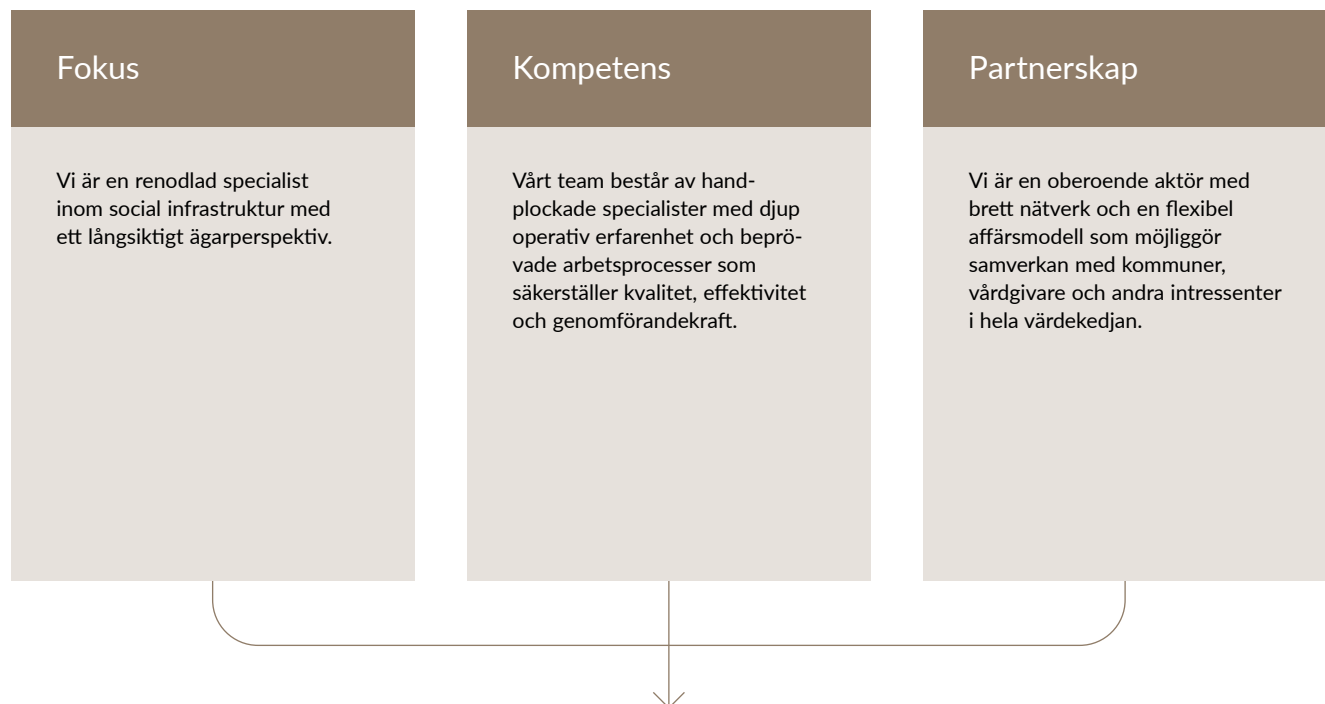 Fokus
Vi är en renodlad specialist
inom social infrastruktur med
ett långsiktigt ägarperspektiv.
Kompetens
Vårt team består av hand-
plockade specialister med djup
operativ erfarenhet och beprö-
vade arbetsprocesser som
säkerställer kvalitet, effektivitet
och genomförandekraft.
Partnerskap
Vi är en oberoende aktör med
brett nätverk och en flexibel
affärsmodell som möjliggör
samverkan med kommuner,
vårdgivare och andra intressenter
i hela värdekedjan.